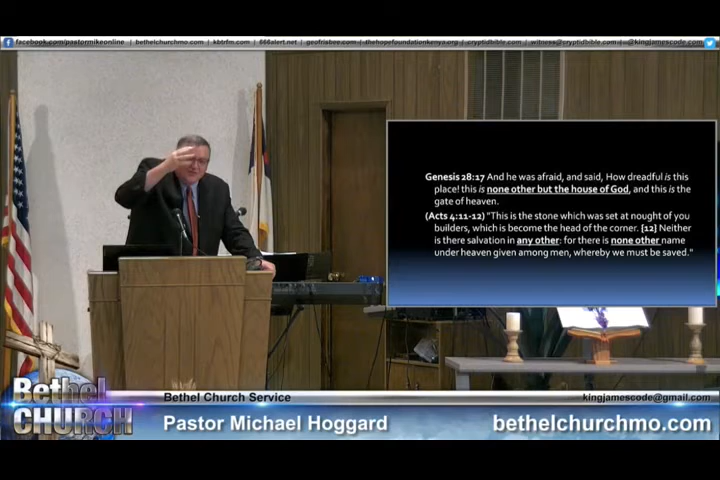 facebook.com/pastormikeonline | bethelchurchmo.com | kbtrfm.com | 666alert.net | geofrisbee.com | thehopefoundationkenya.org | cryptidbible.com | witness@cryptidbible.com | @kingjamescode.com
Genesis 28:17 And he was afraid, and said, How dreadful is this
place! this is none other but the house of God, and this is the
gate of heaven.
(Acts 4:11-12) "This is the stone which was set at nought of you
builders, which is become the head of the corner. [12] Neither
is there salvation in any other: for there is none other name
under heaven given among men, whereby we must be saved."
Bethel
CHURCH
Bethel Church Service
kingjamescode@gmail.com
Pastor Michael Hoggard
bethelchurchmo.com